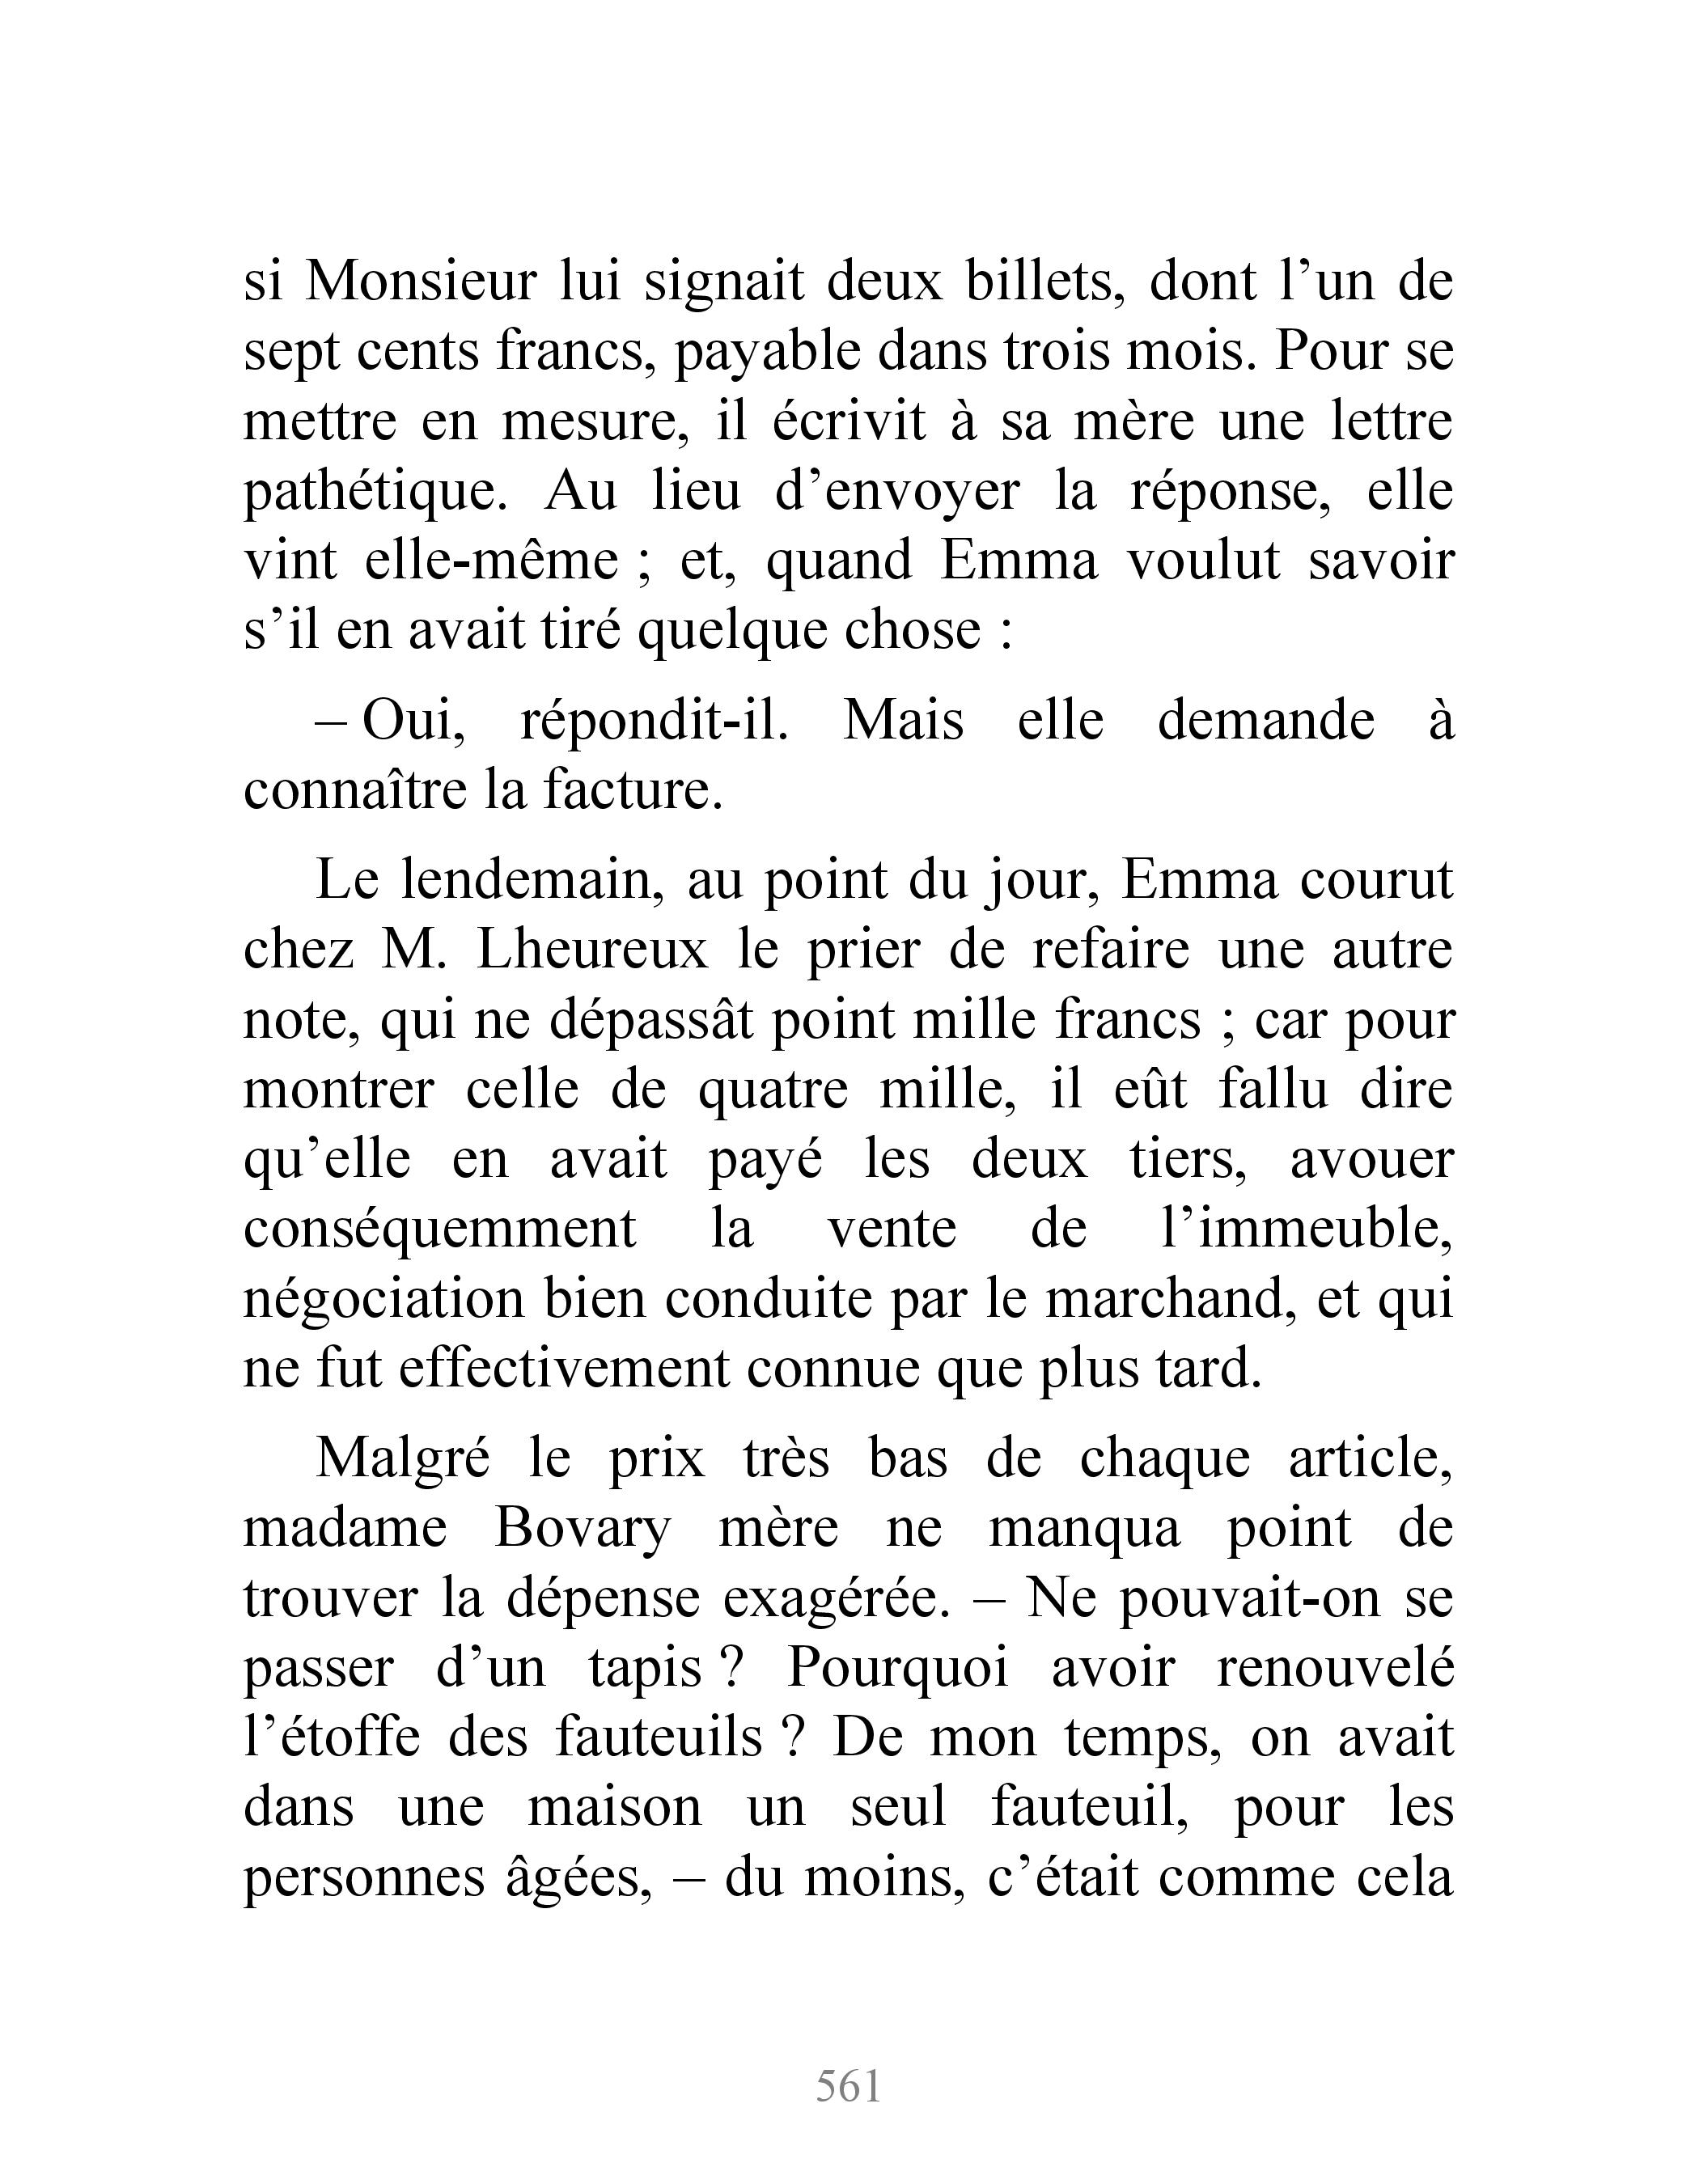 si Monsieur lui signait deux billets, dont l’un de
sept cents francs, payable dans trois mois. Pour se
mettre en mesure, il écrivit à sa mère une lettre
pathétique. Au lieu d’envoyer la réponse, elle
vint elle-même ; et, quand Emma voulut savoir
s’il en avait tiré quelque chose :
– Oui, répondit-il. Mais elle demande à
connaître la facture.
Le lendemain, au point du jour, Emma courut
chez M. Lheureux le prier de refaire une autre
note, qui ne dépassât point mille francs ; car pour
montrer celle de quatre mille, il eût fallu dire
qu’elle en avait payé les deux tiers, avouer
conséquemment la vente de l’immeuble,
négociation bien conduite par le marchand, et qui
ne fut effectivement connue que plus tard.
Malgré le prix très bas de chaque article,
madame Bovary mère ne manqua point de
trouver la dépense exagérée. – Ne pouvait-on se
passer d’un tapis ? Pourquoi avoir renouvelé
l’étoffe des fauteuils ? De mon temps, on avait
dans une maison un seul fauteuil, pour les
personnes âgées, – du moins, c’était comme cela
561